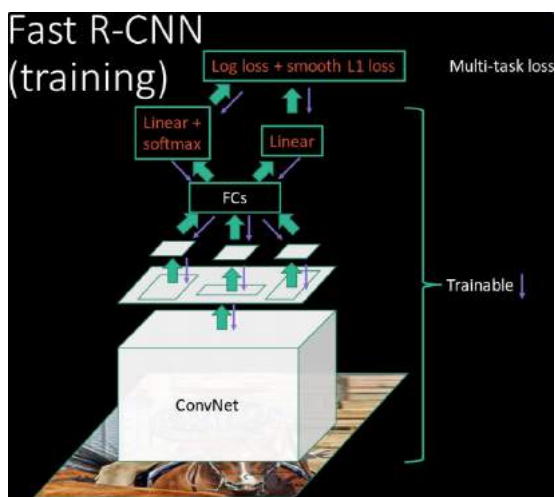 Fast R-CNN
(training)
Log loss + smooth L1 loss
Multi-task loss
Linear +
softmax
Linear
FCs
Trainable
ConvNet